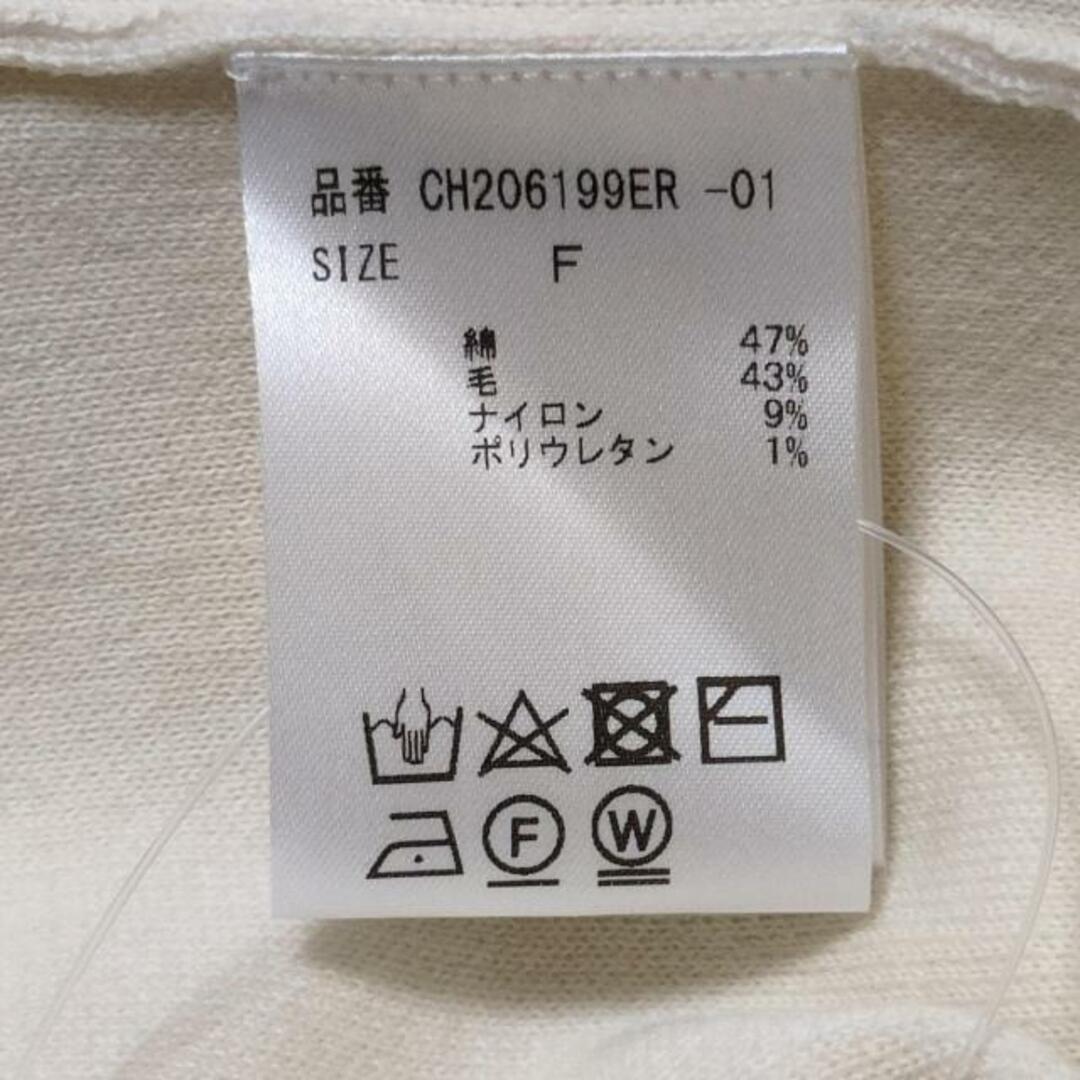 品番 CH206199ER -01
SIZE F
綿 47%
毛 43%
ナイロン 9%
ポリウレタン 1%
F W